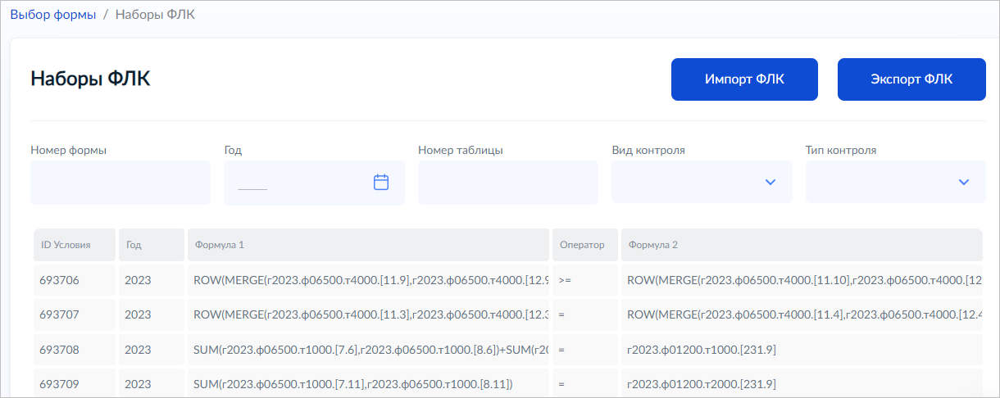 Выбор формы / Наборы ФЛК
Наборы ФЛК Импорт ФЛК Экспорт ФЛК
Номер формы Год Номер таблицы Вид контроля Тип контроля
ID Условия Год Формула 1 Оператор Формула 2
693706 2023 ROW(MERGE(г2023.ф06500.т4000.[11.9],г2023.ф06500.т4000.[12.9 >= ROW(MERGE(г2023.ф06500.т4000.[11.10],г2023.ф06500.т4000.[12
693707 2023 ROW(MERGE(г2023.ф06500.т4000.[11.3],г2023.ф06500.т4000.[12.3 = ROW(MERGE(г2023.ф06500.т4000.[11.4],г2023.ф06500.т4000.[12.4
693708 2023 SUM(г2023.ф06500.т1000.[7.6],г2023.ф06500.т1000.[8.6])+SUM(г20 = г2023.ф01200.т1000.[231.9]
693709 2023 SUM(г2023.ф06500.т1000.[7.11],г2023.ф06500.т1000.[8.11]) = г2023.ф01200.т2000.[231.9]